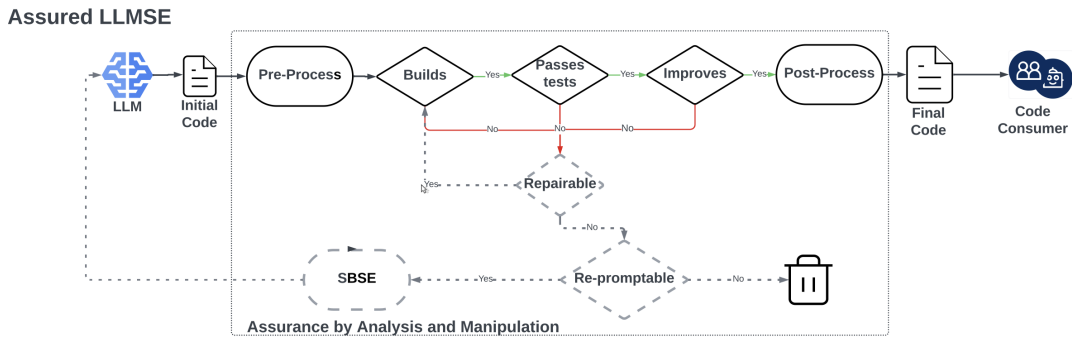 Assured LLMSE
LLM
Initial
Code
Pre-Process
Builds
Yes
Passes
tests
Yes
Improves
Yes
Post-Process
Final
Code
Code
Consumer
No
No
No
Repairable
Yes
No
Re-promptable
Yes
No
SBSE
Assurance by Analysis and Manipulation